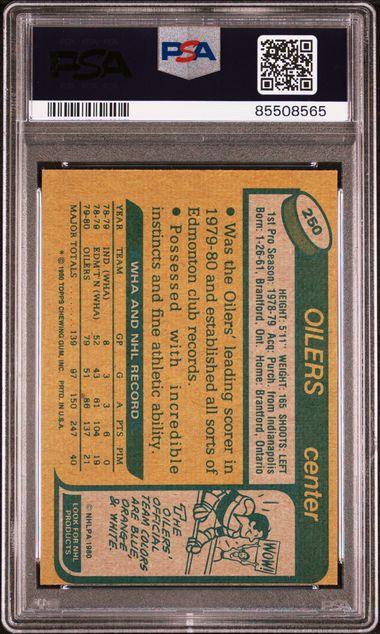 PSA
PSA
85508565
250
OILERS center
HEIGHT: 5'11" WEIGHT: 165 SHOOTS: LEFT
1st Pro Season: 1978-79 Acq: Purch. from Indianapolis
Born: 1-26-61, Brantford, Ont. Home: Brantford, Ontario
• Was the Oilers' leading scorer in
1979-80 and established all sorts of
Edmonton club records.
• Possessed with incredible
instincts and fine athletic ability.
WHA AND NHL RECORD
YEAR TEAM GP G A PTS PIM
78-79 IND (WHA) 8 3 3 6 0
78-79 EDMTN (WHA) 52 43 61 104 19
79-80 OILERS 79 51 86 137 21
MAJOR TOTALS 139 97 150 247 40
* © 1980 TOPPS CHEWING GUM, INC. PRTD. IN U.S.A.
WOW!
THE
OILERS'
OFFICIAL
TEAM COLORS
ARE BLUE,
ORANGE
& WHITE.
© NHLPA 1980
LOOK FOR NHL
PRODUCTS